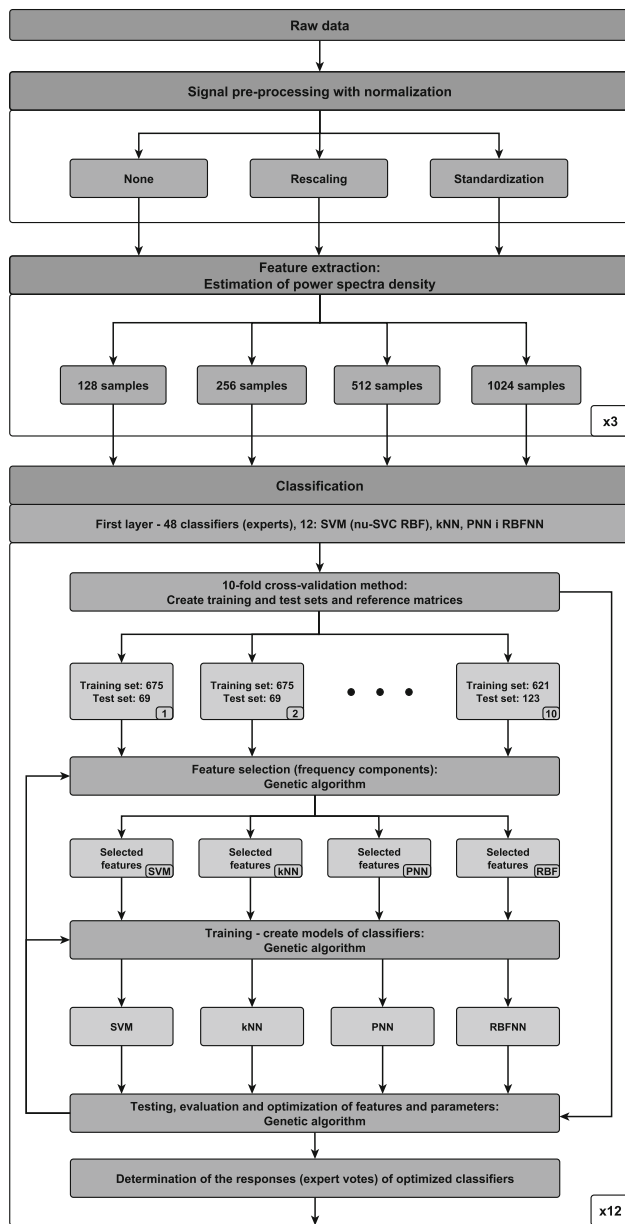 Raw data
Signal pre-processing with normalization
None
Rescaling
Standardization
Feature extraction:
Estimation of power spectra density
128 samples
256 samples
512 samples
1024 samples
x3
Classification
First layer - 48 classifiers (experts), 12: SVM (nu-SVC RBF), kNN, PNN i RBFNN
10-fold cross-validation method:
Create training and test sets and reference matrices
Training set: 675
Test set: 69
1
Training set: 675
Test set: 69
2
• • •
Training set: 621
Test set: 123
10
Feature selection (frequency components):
Genetic algorithm
Selected
features
SVM
Selected
features
kNN
Selected
features
PNN
Selected
features
RBF
Training - create models of classifiers:
Genetic algorithm
SVM
kNN
PNN
RBFNN
Testing, evaluation and optimization of features and parameters:
Genetic algorithm
Determination of the responses (expert votes) of optimized classifiers
x12